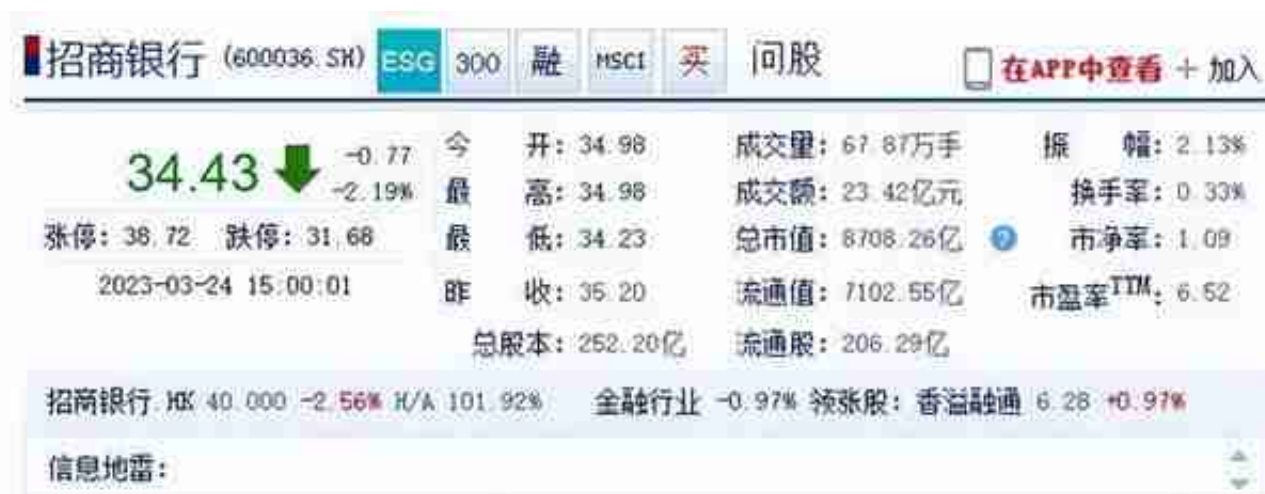 招商银行 (600036.SH) ESG 300 融 MSCI 买 问股 在APP中查看 + 加入
34.43 -0.77
-2.19%
涨停: 38.72 跌停: 31.68
2023-03-24 15:00:01
今开: 34.98 成交量: 67.87万手 振幅: 2.13%
最高: 34.98 成交额: 23.42亿元 换手率: 0.33%
最低: 34.23 总市值: 8708.26亿 ? 市净率: 1.09
昨收: 35.20 流通值: 7102.55亿 市盈率TTM: 6.52
总股本: 252.20亿 流通股: 206.29亿
招商银行.HK 40.000 -2.56% H/A 101.92% 金融行业 -0.97% 领涨股: 香溢融通 6.28 +0.97%
信息地雷: